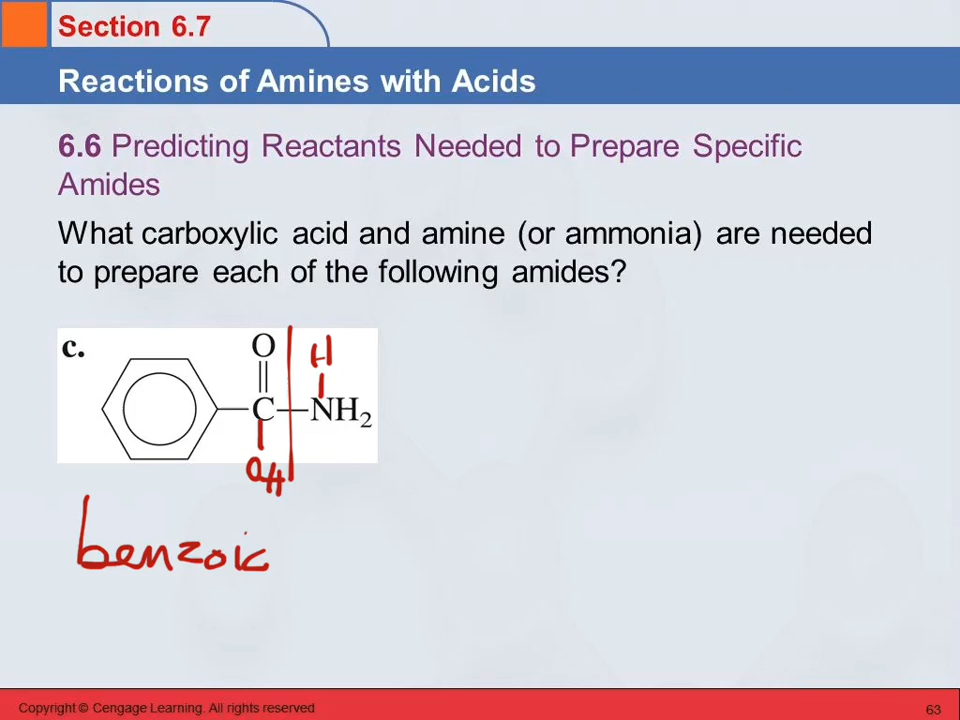 Section 6.7
Reactions of Amines with Acids
6.6 Predicting Reactants Needed to Prepare Specific
Amides
What carboxylic acid and amine (or ammonia) are needed
to prepare each of the following amides?
c.
O
H
C
NH₂
OH
benzoic
Copyright © Cengage Learning. All rights reserved
63